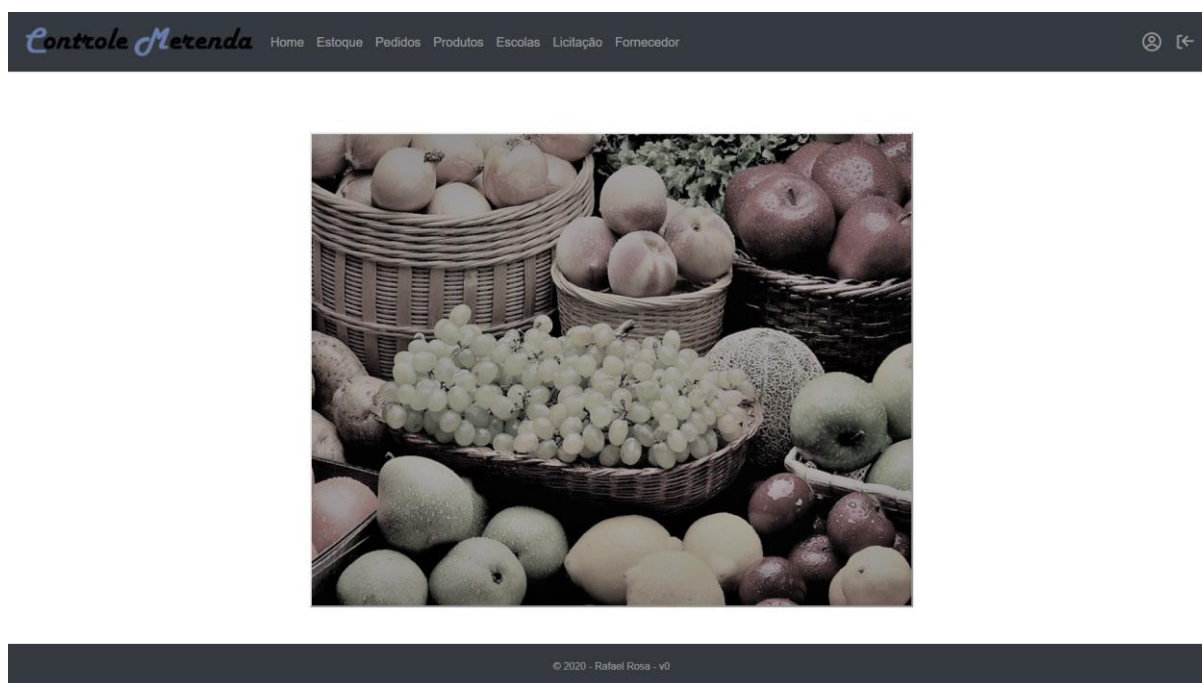 Controle Merenda Home Estoque Pedidos Produtos Escolas Licitação Fornecedor
© 2020 - Rafael Rosa - v0